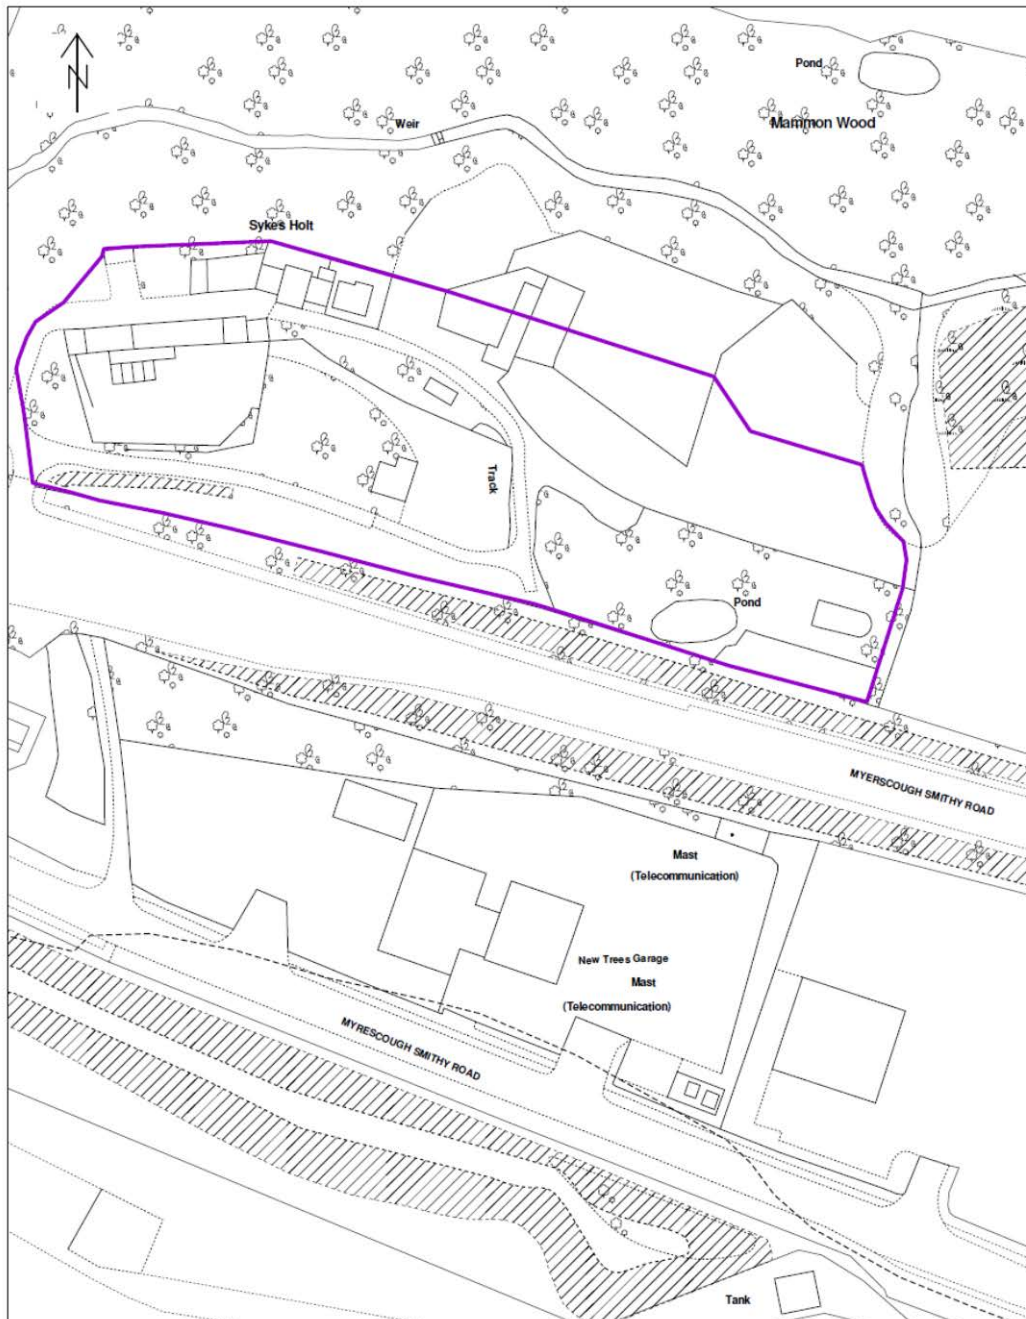 N
Pond
Mammon Wood
Weir
Sykes Holt
Track
Pond
MYERSCOUGH SMITHY ROAD
Mast
(Telecommunication)
New Trees Garage
Mast
(Telecommunication)
MYRESCOUGH SMITHY ROAD
Tank